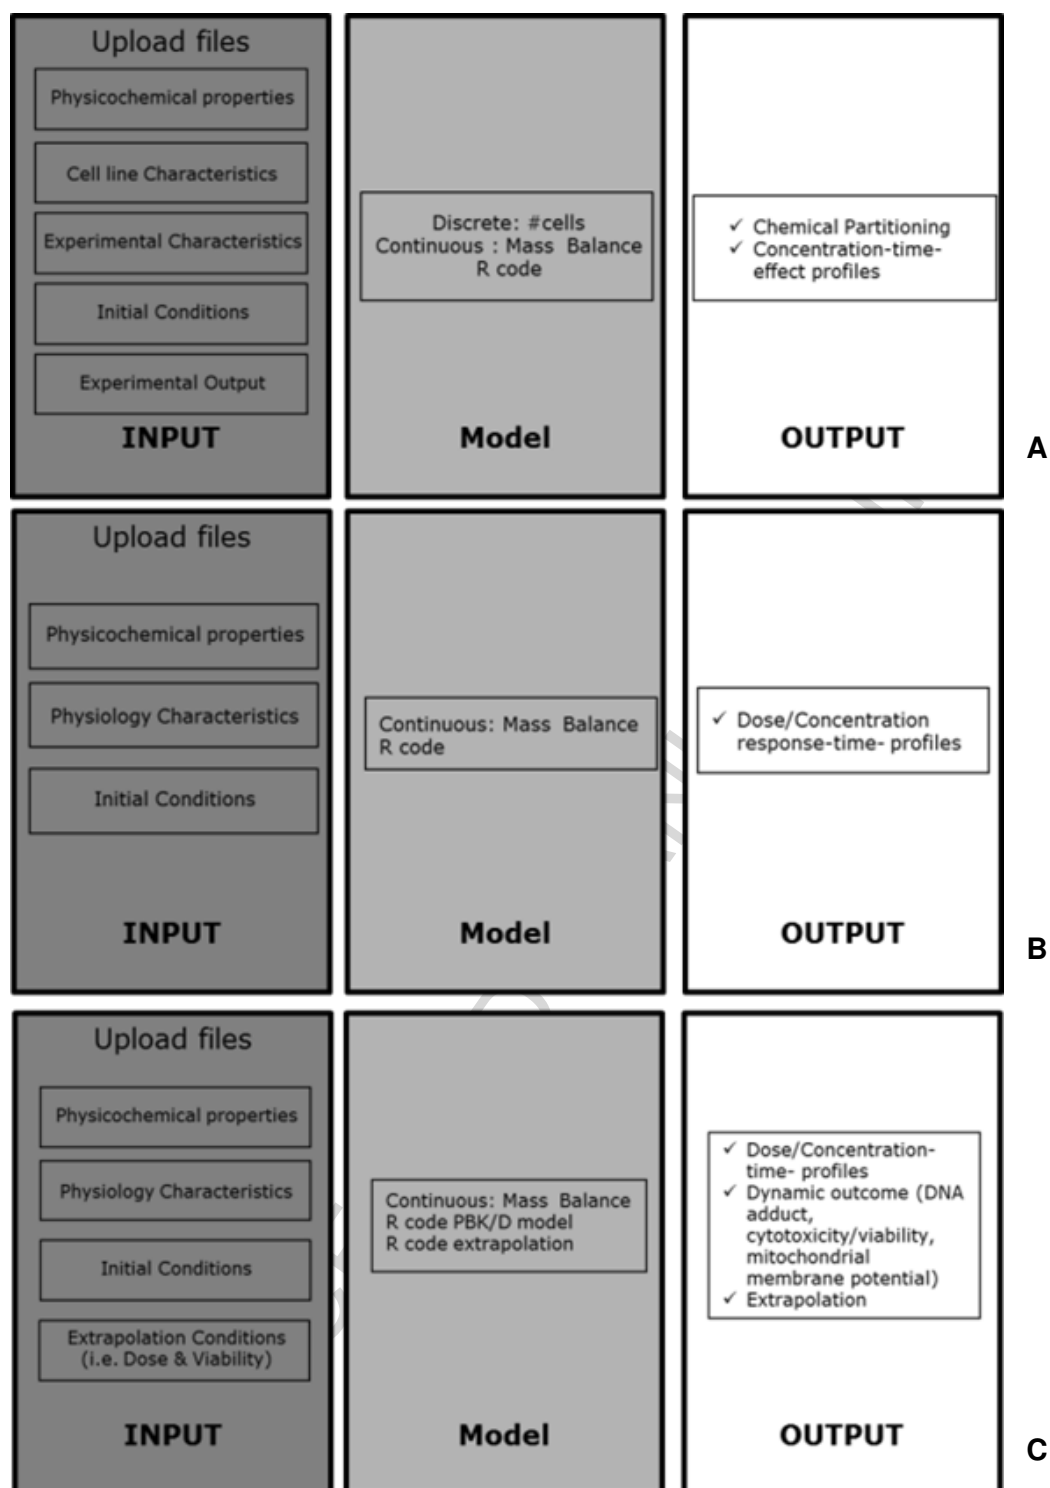 Upload files
Physicochemical properties
Cell line Characteristics
Experimental Characteristics
Initial Conditions
Experimental Output
INPUT
Discrete: #cells
Continuous : Mass Balance
R code
Model
✓ Chemical Partitioning
✓ Concentration-time-
effect profiles
OUTPUT
A
Upload files
Physicochemical properties
Physiology Characteristics
Initial Conditions
INPUT
Continuous: Mass Balance
R code
Model
✓ Dose/Concentration
response-time- profiles
OUTPUT
B
Upload files
Physicochemical properties
Physiology Characteristics
Initial Conditions
Extrapolation Conditions
(i.e. Dose & Viability)
INPUT
Continuous: Mass Balance
R code PBK/D model
R code extrapolation
Model
✓ Dose/Concentration-
time- profiles
✓ Dynamic outcome (DNA
adduct,
cytotoxicity/viability,
mitochondrial
membrane potential)
✓ Extrapolation
OUTPUT
C